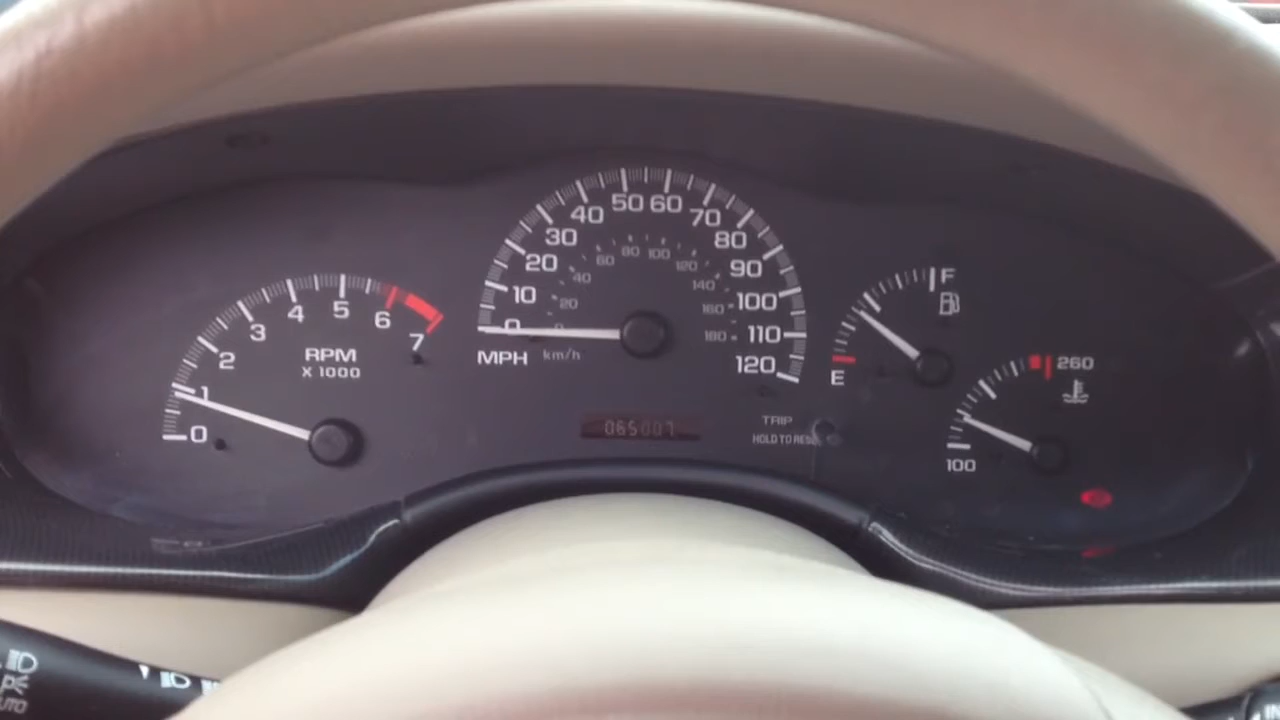 0 1 2 3 4 5 6 7
RPM
X 1000
0 10 20 30 40 50 60 70 80 90 100 110 120
20 40 60 80 100 120 140 160 180
MPH km/h
065007
TRIP
HOLD TO RES
F
E
260
100